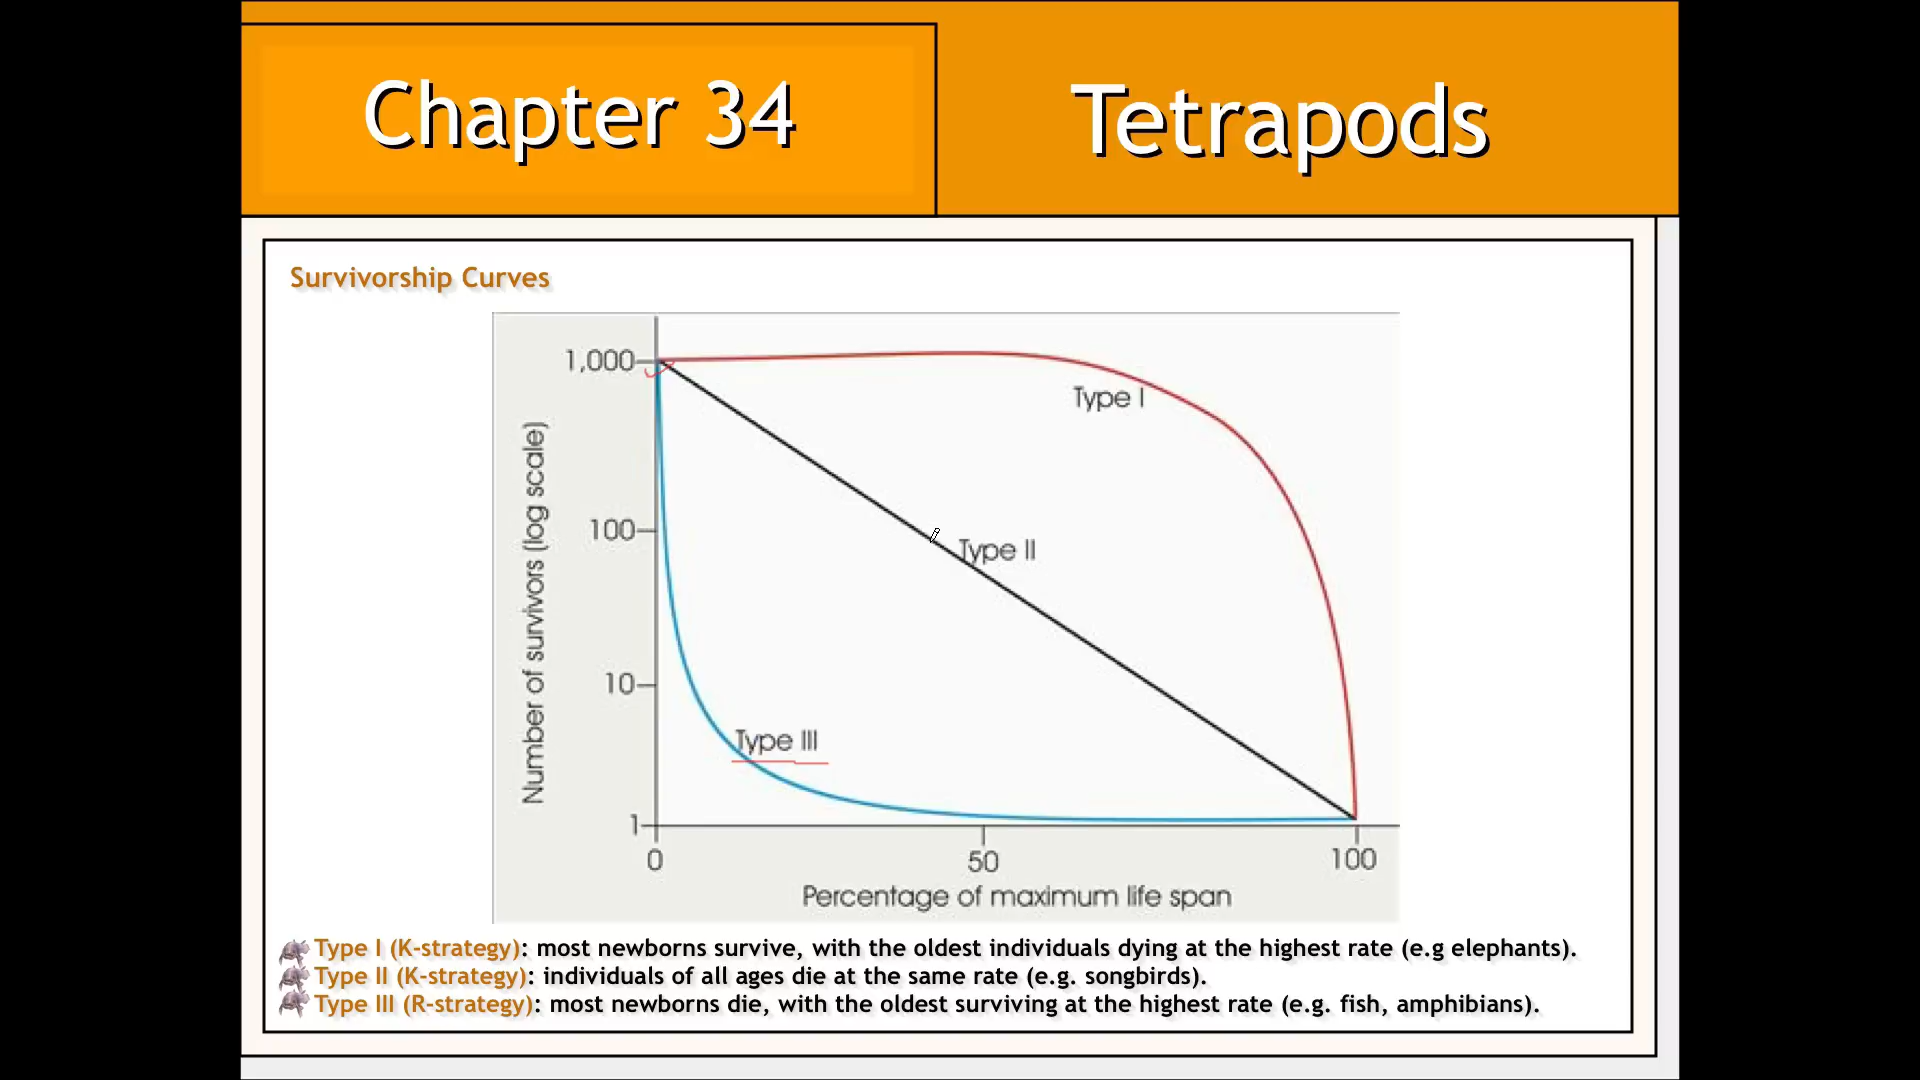 Chapter 34
Tetrapods
Survivorship Curves
Number of survivors (log scale)
1,000
100
10
1
Type I
Type II
Type III
0
50
100
Percentage of maximum life span
Type I (K-strategy): most newborns survive, with the oldest individuals dying at the highest rate (e.g elephants).
Type II (K-strategy): individuals of all ages die at the same rate (e.g. songbirds).
Type III (R-strategy): most newborns die, with the oldest surviving at the highest rate (e.g. fish, amphibians).